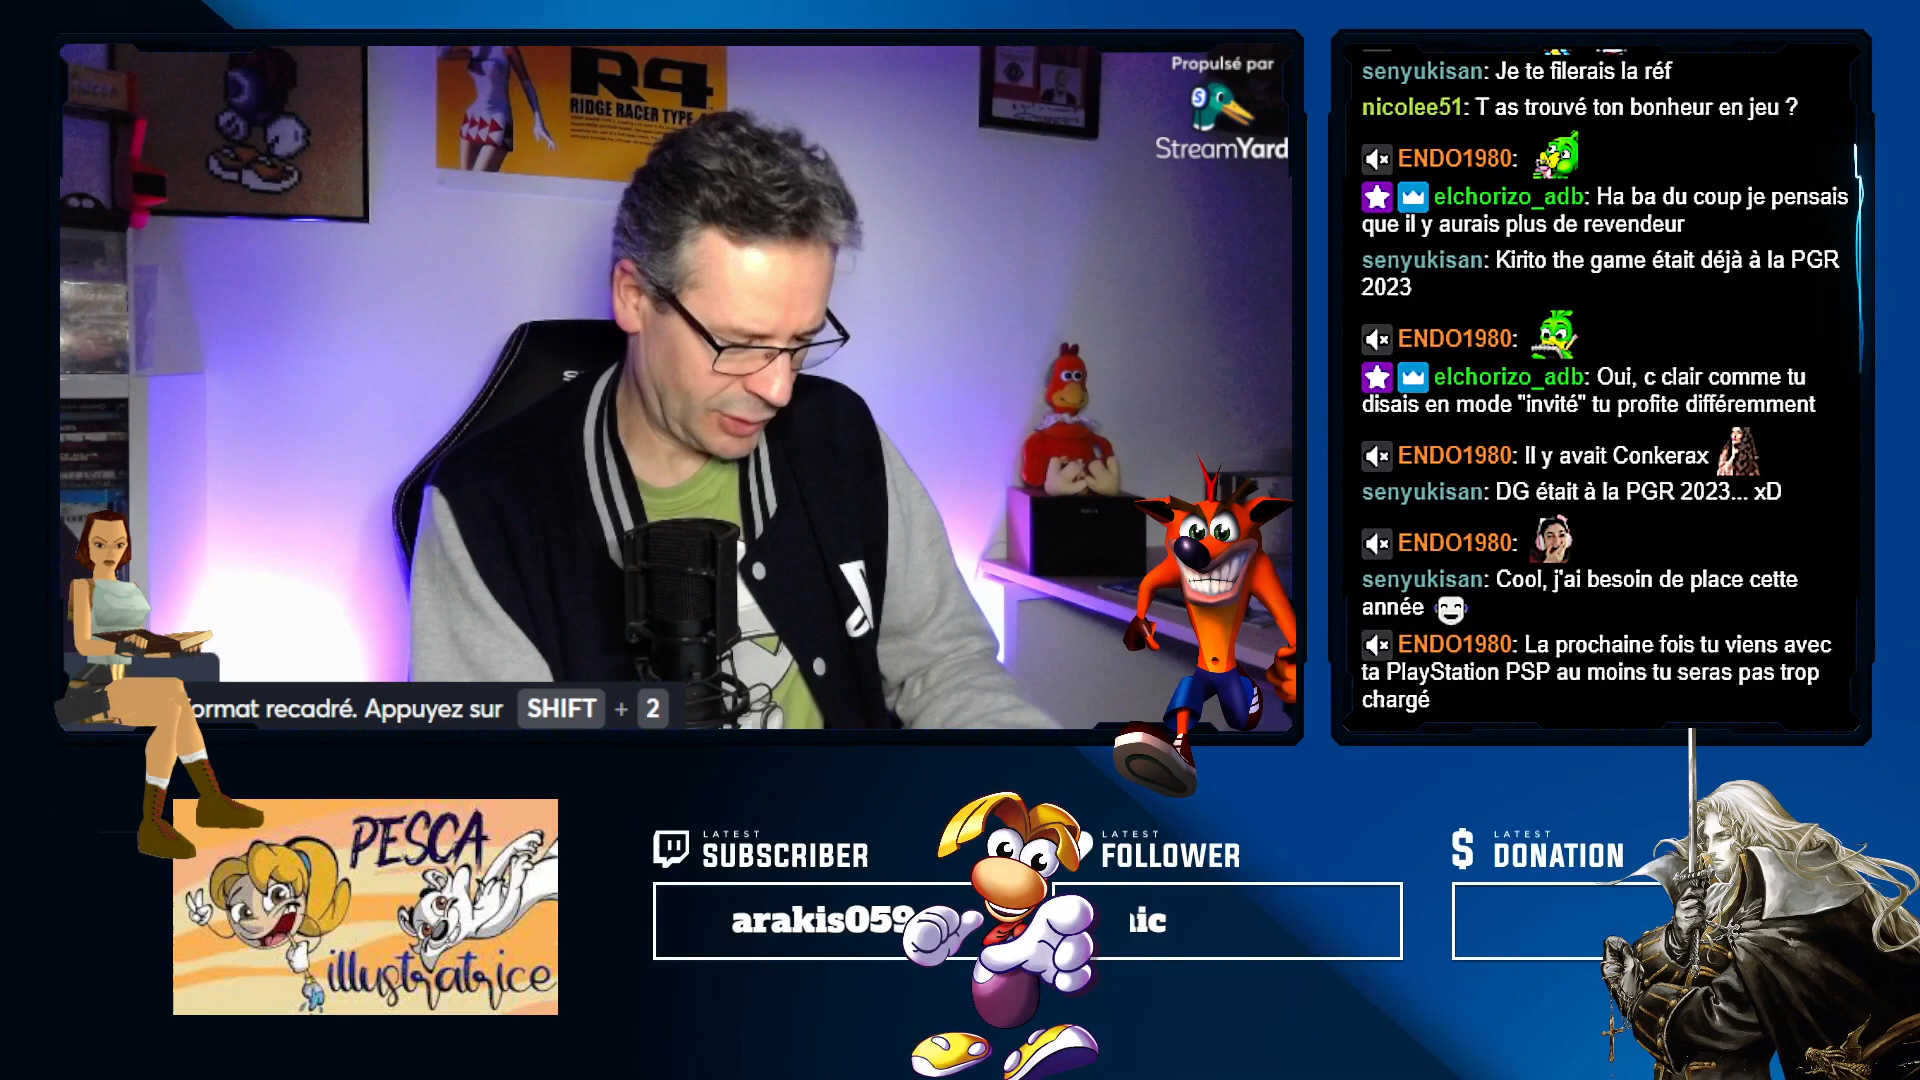 R4
RIDGE RACER TYPE
Propulsé par
StreamYard
ormat recadré. Appuyez sur SHIFT + 2
senyukisan: Je te filerais la réf
nicolee51: T as trouvé ton bonheur en jeu ?
ENDO1980:
elchorizo_adb: Ha ba du coup je pensais
que il y aurais plus de revendeur
senyukisan: Kirito the game était déjà à la PGR
2023
ENDO1980:
elchorizo_adb: Oui, c clair comme tu
disais en mode "invité" tu profite différemment
ENDO1980: Il y avait Conkerax
senyukisan: DG était à la PGR 2023... xD
ENDO1980:
senyukisan: Cool, j'ai besoin de place cette
année
ENDO1980: La prochaine fois tu viens avec
ta PlayStation PSP au moins tu seras pas trop
chargé
PESCA
illustratrice
LATEST
SUBSCRIBER
arakis059
LATEST
FOLLOWER
ic
$ LATEST
DONATION